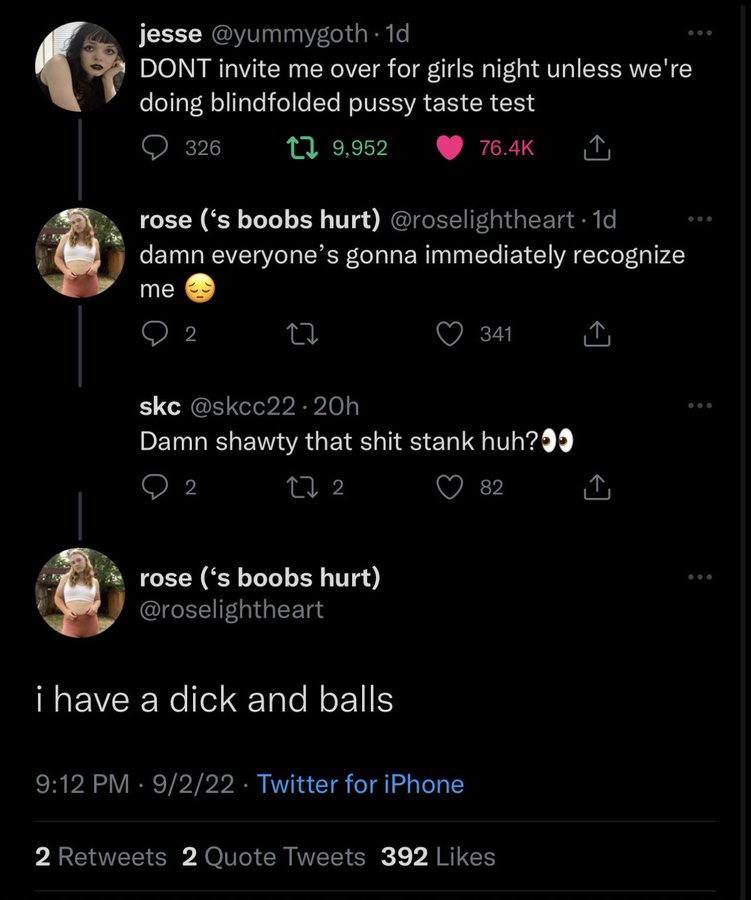 jesse @yummygoth · 1d
DONT invite me over for girls night unless we're
doing blindfolded pussy taste test
326 9,952 76.4K
rose (‘s boobs hurt) @roselightheart · 1d
damn everyone’s gonna immediately recognize
me 😔
2 341
skc @skcc22 · 20h
Damn shawty that shit stank huh?👀
2 2 82
rose (‘s boobs hurt)
@roselightheart
i have a dick and balls
9:12 PM · 9/2/22 · Twitter for iPhone
2 Retweets 2 Quote Tweets 392 Likes